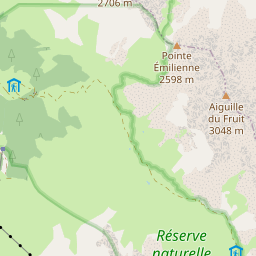 2706 m
Pointe
Émilienne
2598 m
Aiguille
du Fruit
3048 m
Réserve
naturelle